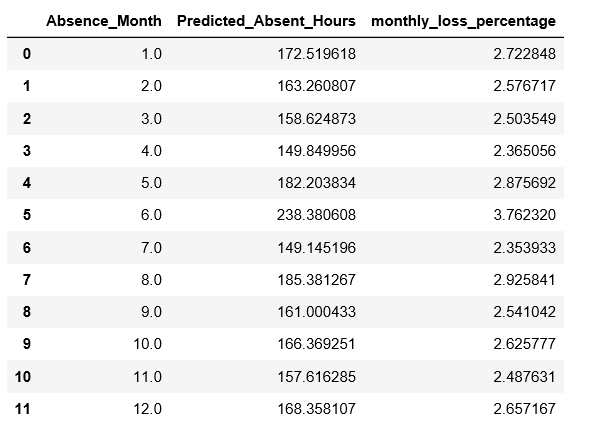 Absence_Month Predicted_Absent_Hours monthly_loss_percentage
0 1.0 172.519618 2.722848
1 2.0 163.260807 2.576717
2 3.0 158.624873 2.503549
3 4.0 149.849956 2.365056
4 5.0 182.203834 2.875692
5 6.0 238.380608 3.762320
6 7.0 149.145196 2.353933
7 8.0 185.381267 2.925841
8 9.0 161.000433 2.541042
9 10.0 166.369251 2.625777
10 11.0 157.616285 2.487631
11 12.0 168.358107 2.657167